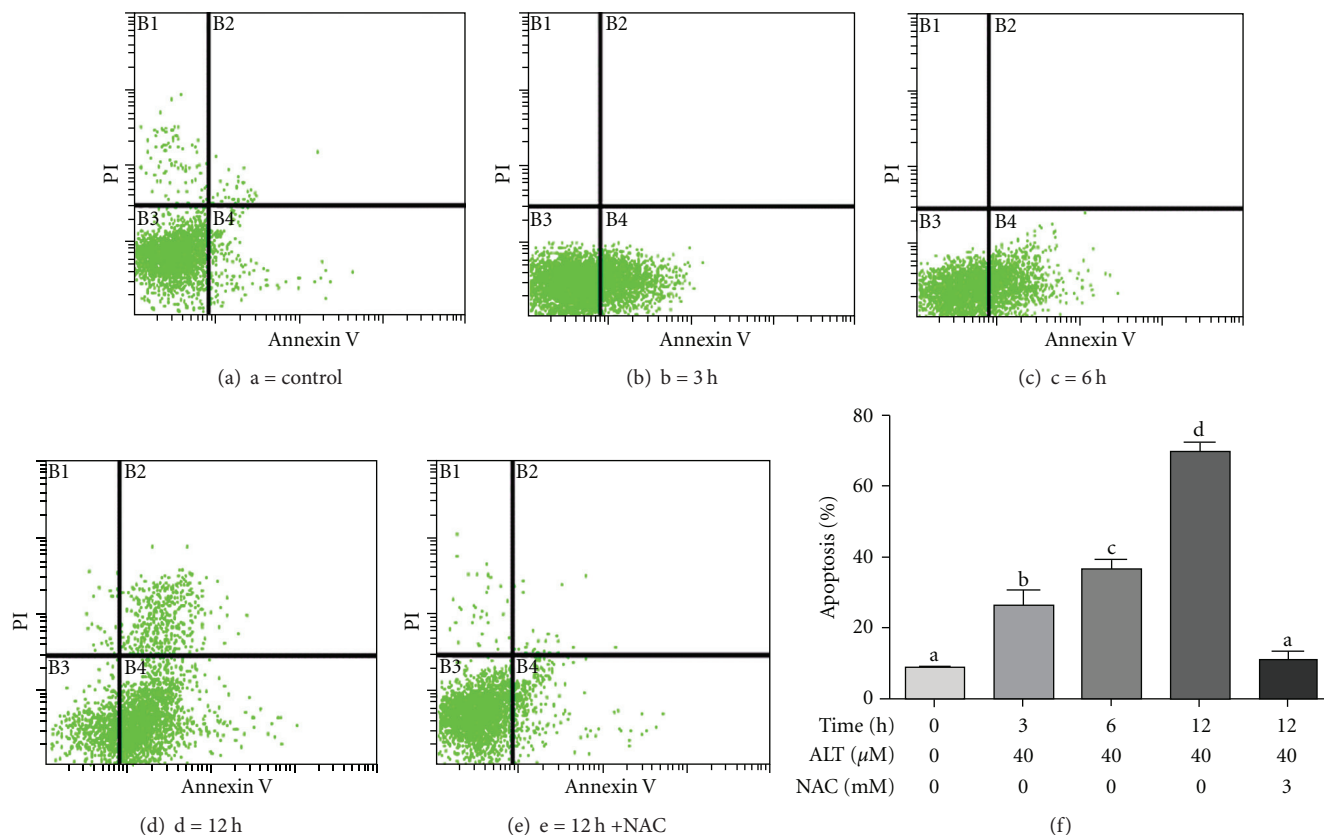 B1 B2
PI
B3 B4
Annexin V
(a) a = control
B1 B2
PI
B3 B4
Annexin V
(b) b = 3 h
B1 B2
PI
B3 B4
Annexin V
(c) c = 6 h
B1 B2
PI
B3 B4
Annexin V
(d) d = 12 h
B1 B2
PI
B3 B4
Annexin V
(e) e = 12 h +NAC
80
60
40
20
0
Apoptosis (%)
a b c d a
Time (h) 0 3 6 12 12
ALT (µM) 0 40 40 40 40
NAC (mM) 0 0 0 0 3
(f)